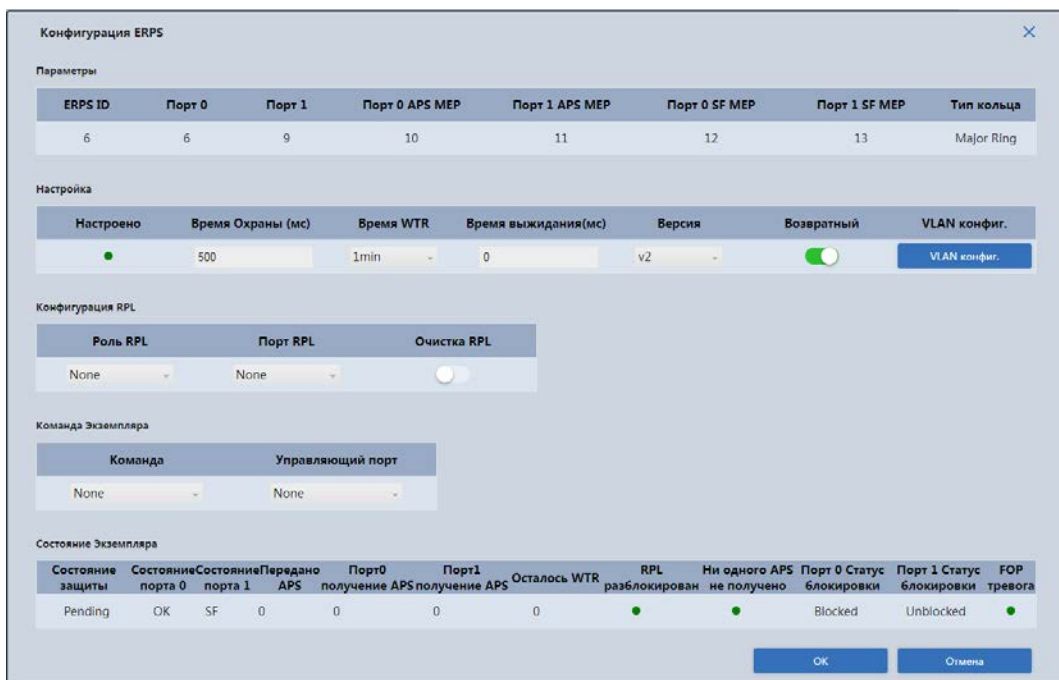 Конфигурация ERPS
Параметры
ERPS ID Порт 0 Порт 1 Порт 0 APS MEP Порт 1 APS MEP Порт 0 SF MEP Порт 1 SF MEP Тип кольца
6 6 9 10 11 12 13 Major Ring
Настройка
Настроено Время Охраны (мс) Время WTR Время выжидания(мс) Версия Возвратный VLAN конфиг.
500 1min 0 v2 VLAN конфиг.
Конфигурация RPL
Роль RPL Порт RPL Очистка RPL
None None
Команда Экземпляра
Команда Управляющий порт
None None
Состояние Экземпляра
Состояние Состояние Состояние Передано Порт0 Порт1 Осталось WTR RPL Ни одного APS Порт 0 Статус Порт 1 Статус FOP
защиты порта 0 порта 1 APS получение APS получение APS разблокирован не получено блокировки блокировки тревога
Pending OK SF 0 0 0 0 Blocked Unblocked
OK Отмена